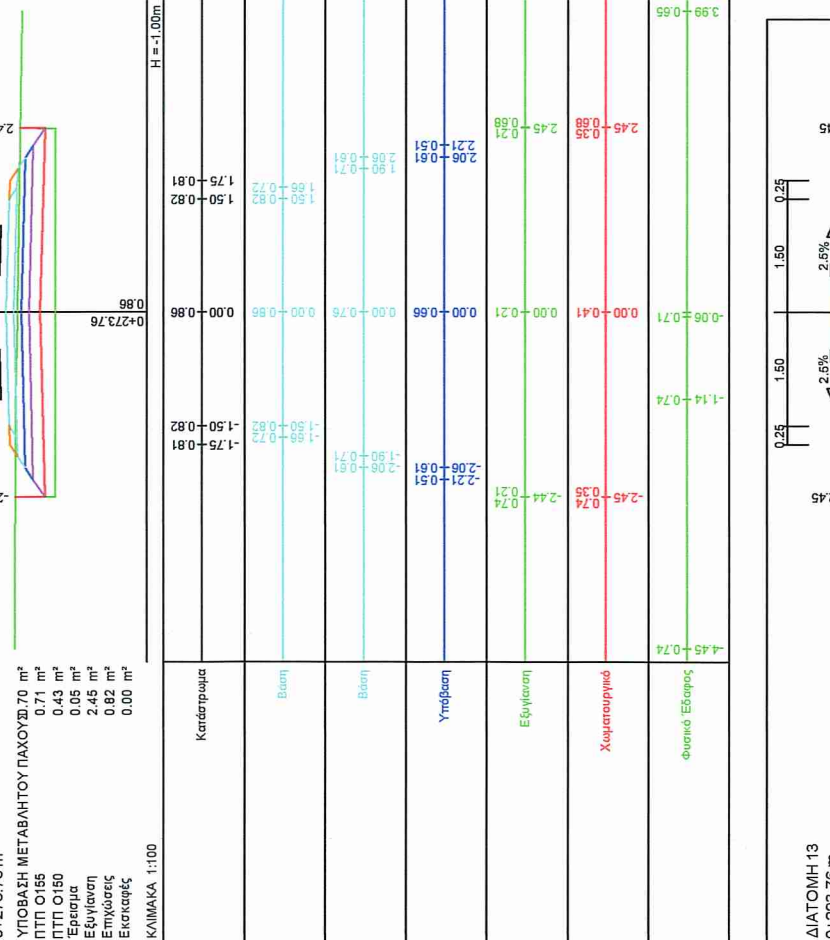 ΥΠΟΒΑΣΗ ΜΕΤΑΒΛΗΤΟΥ ΠΑΧΟΥΣ0.70 m²
ΠΤΠ Ο155 0.71 m²
ΠΤΠ Ο150 0.43 m²
Έρεισμα 0.05 m²
Εξυγίανση 2.45 m²
Επιχώσεις 0.82 m²
Εκσκαφές 0.00 m²
ΚΛΙΜΑΚΑ 1:100
0+273.76
0.86
H = -1.00m
Κατάστρωμα
-1.75 0.81
-1.50 0.82
0.00 0.86
1.50 0.82
1.75 0.81
Βάση
-1.66 0.72
-1.50 0.82
0.00 0.86
1.50 0.82
1.66 0.72
Βάση
-2.06 0.61
-1.90 0.71
0.00 0.76
1.90 0.71
2.06 0.61
Υπόβαση
-2.21 0.51
-2.06 0.61
0.00 0.66
2.06 0.61
2.21 0.51
Εξυγίανση
-2.44 0.74 0.21
0.00 0.21
2.45 0.21 0.68
Χωματουργικό
-2.45 0.74 0.35
0.00 0.41
2.45 0.35 0.68
Φυσικό Έδαφος
-4.45 0.74
-1.14 0.74
-0.06 0.71
3.99 0.65
0.25 1.50 1.50 0.25
2.5% 2.5%
2.45
ΔΙΑΤΟΜΗ 13